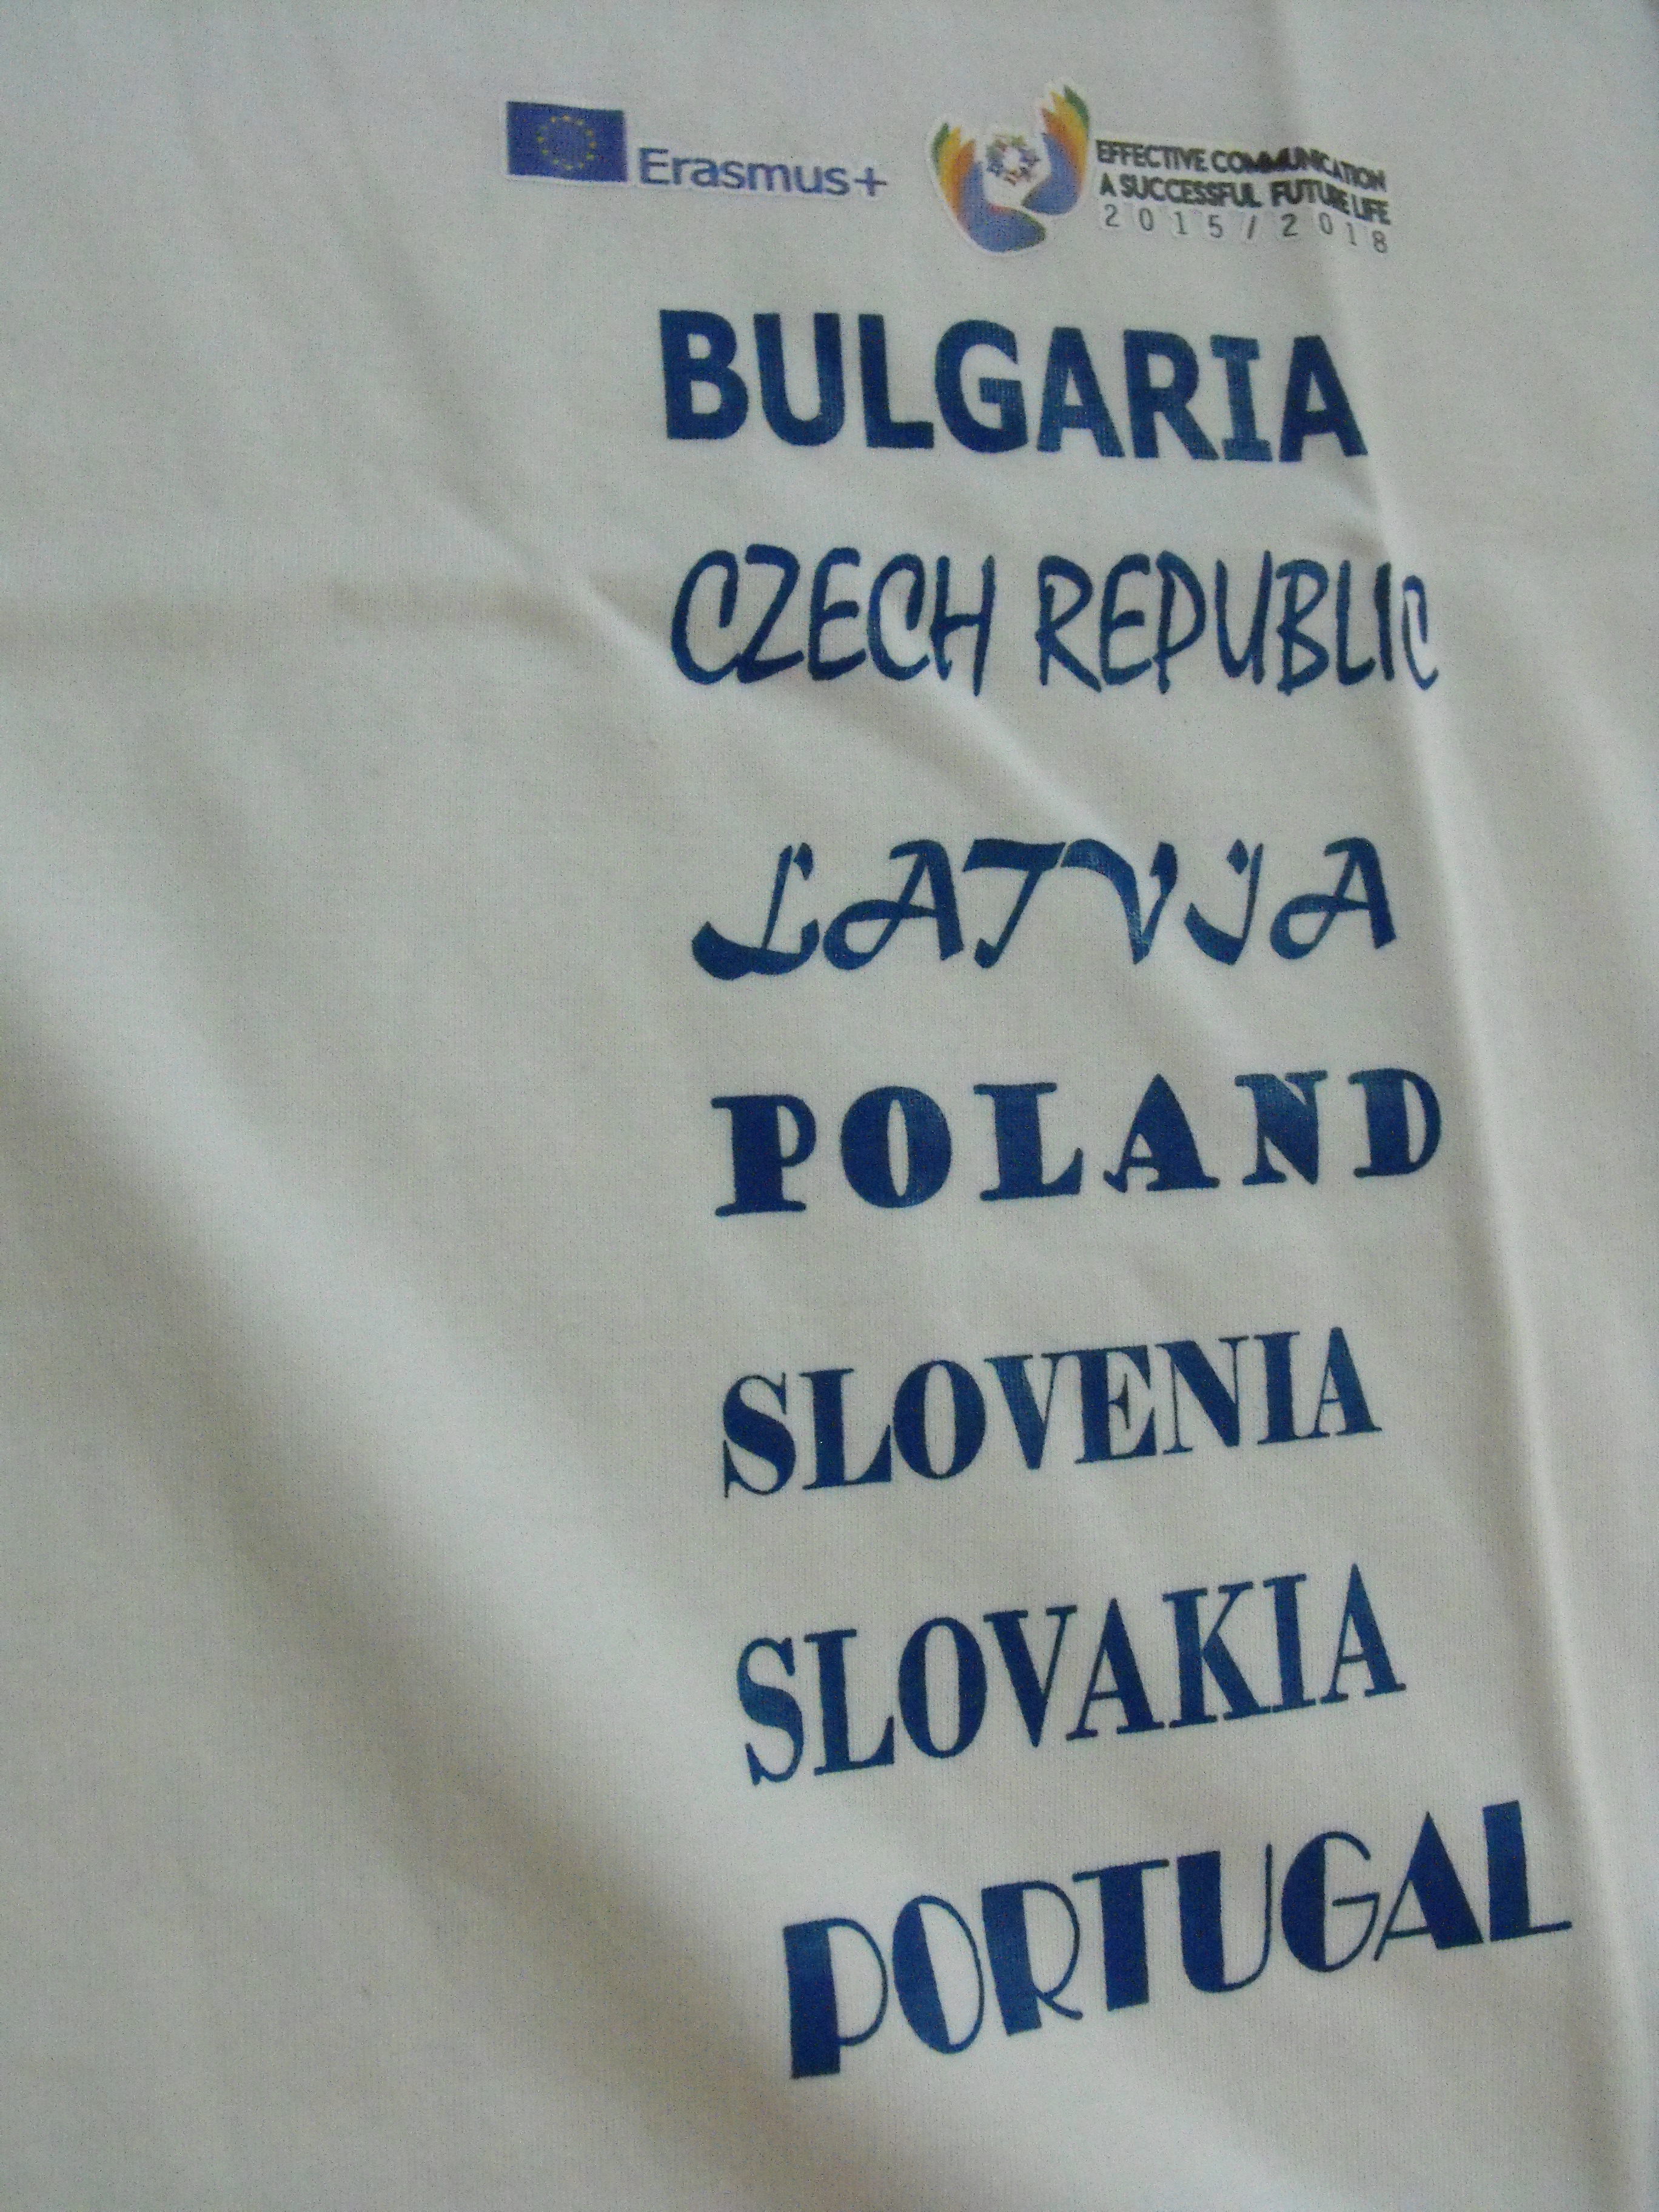 Erasmus+
EFFECTIVE COMMUNICATION
A SUCCESSFUL FUTURE LIFE
2015/2018
BULGARIA
CZECH REPUBLIC
LATVIA
POLAND
SLOVENIA
SLOVAKIA
PORTUGAL